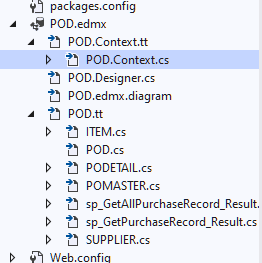 packages.config
POD.edmx
POD.Context.tt
POD.Context.cs
POD.Designer.cs
POD.edmx.diagram
POD.tt
ITEM.cs
POD.cs
PODETAIL.cs
POMASTER.cs
sp_GetAllPurchaseRecord_Result.
sp_GetPurchaseRecord_Result.cs
SUPPLIER.cs
Web.config